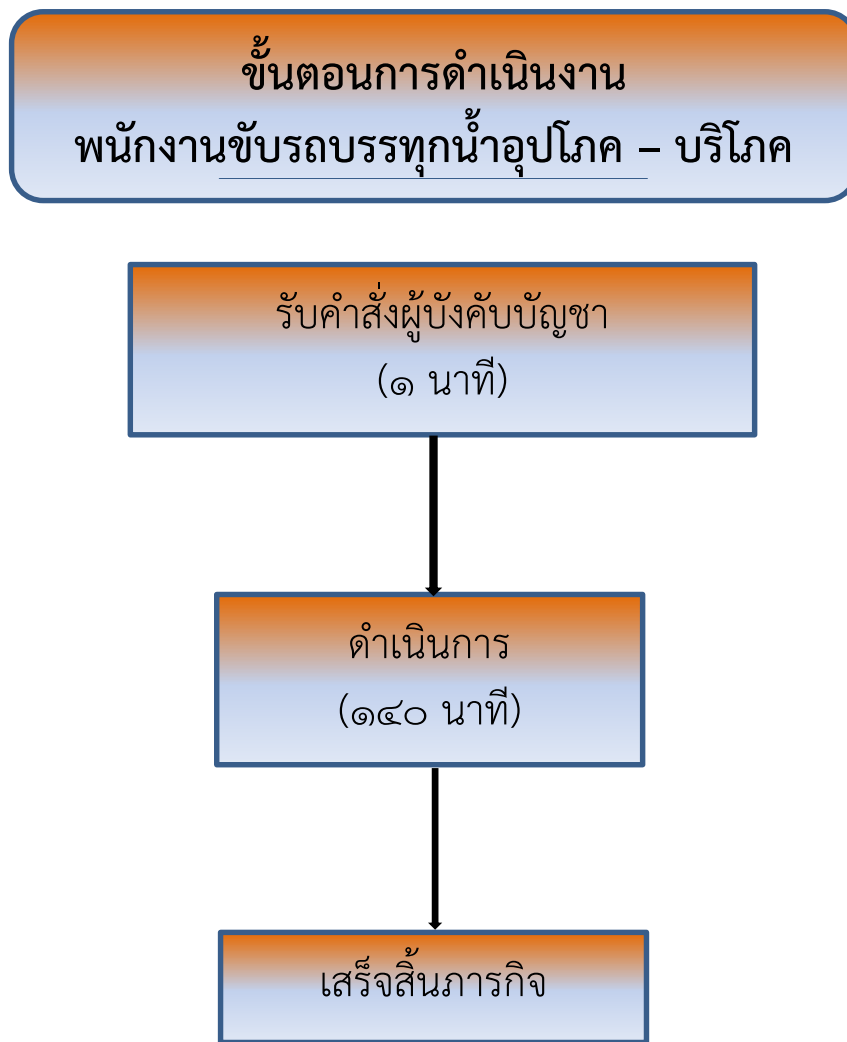 ขั้นตอนการดำเนินงาน
พนักงานขับรถบรรทุกน้ำอุปโภค – บริโภค
รับคำสั่งผู้บังคับบัญชา
(๑ นาที)
ดำเนินการ
(๑๔๐ นาที)
เสร็จสิ้นภารกิจ